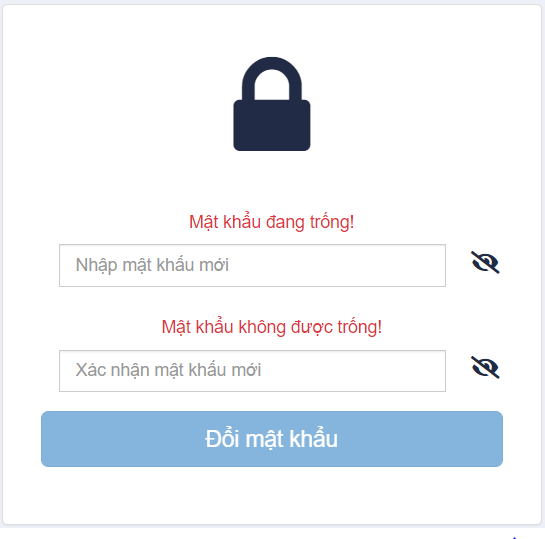 Mật khẩu đang trống!
Nhập mật khẩu mới
Mật khẩu không được trống!
Xác nhận mật khẩu mới
Đổi mật khẩu